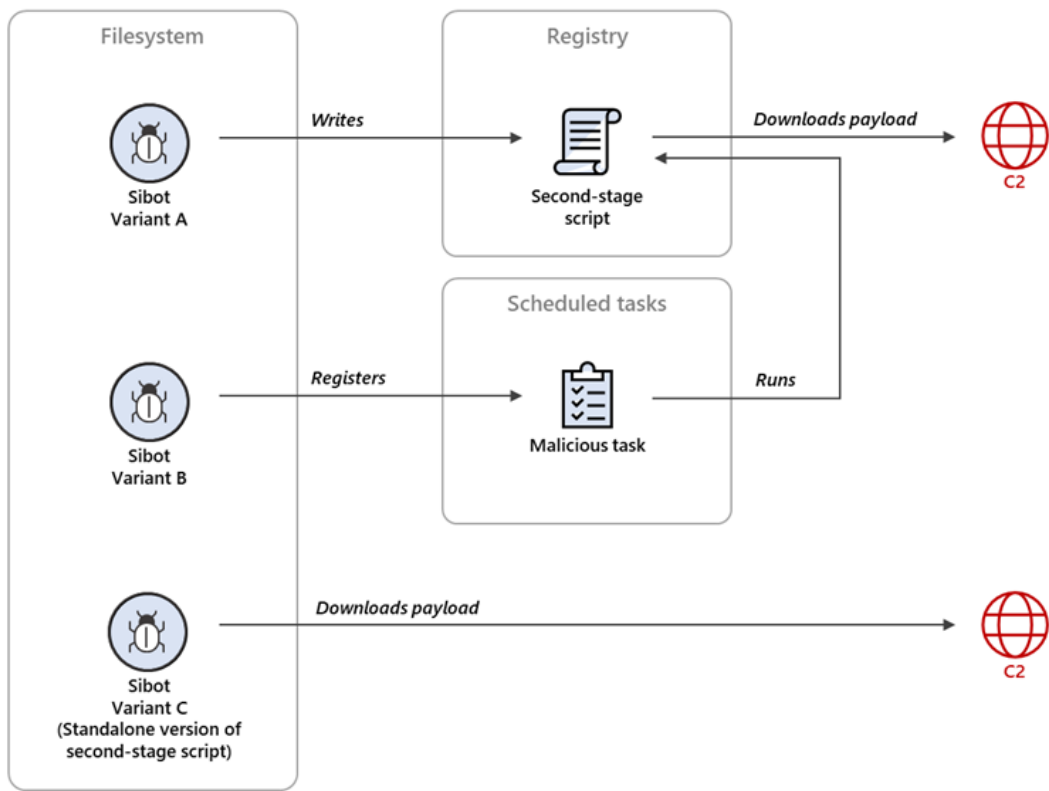 Filesystem
Registry
Writes
Downloads payload
Sibot
Variant A
Second-stage
script
C2
Scheduled tasks
Registers
Runs
Sibot
Variant B
Malicious task
Downloads payload
Sibot
Variant C
(Standalone version of
second-stage script)
C2